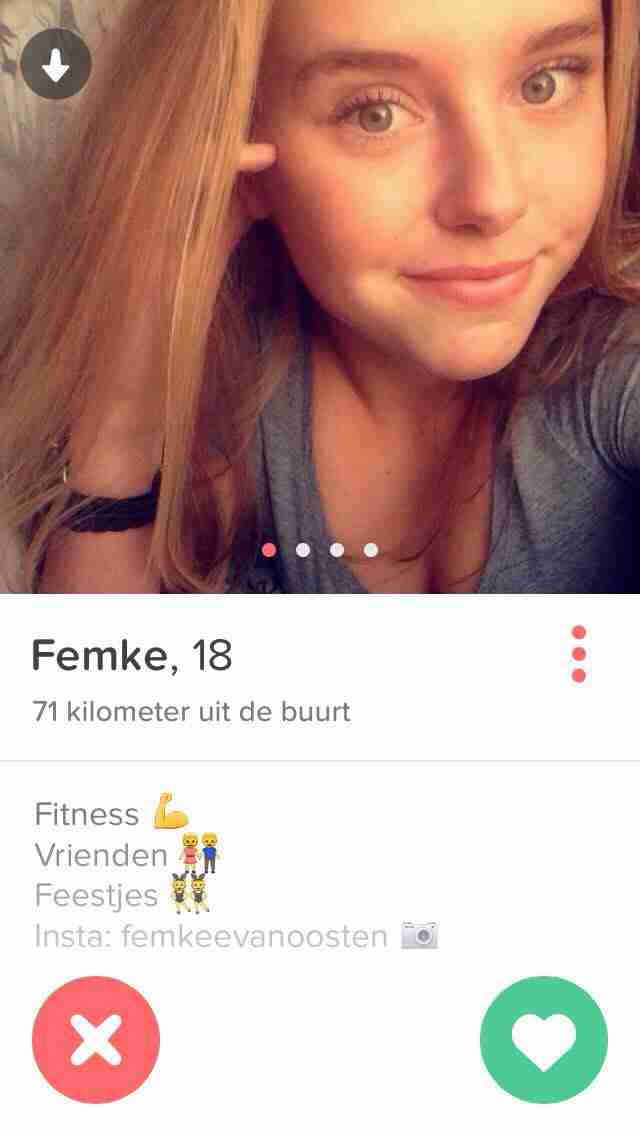 Femke, 18
71 kilometer uit de buurt
Fitness 💪
Vrienden 👫
Feestjes 👯
Insta: femkeevanoosten 📷